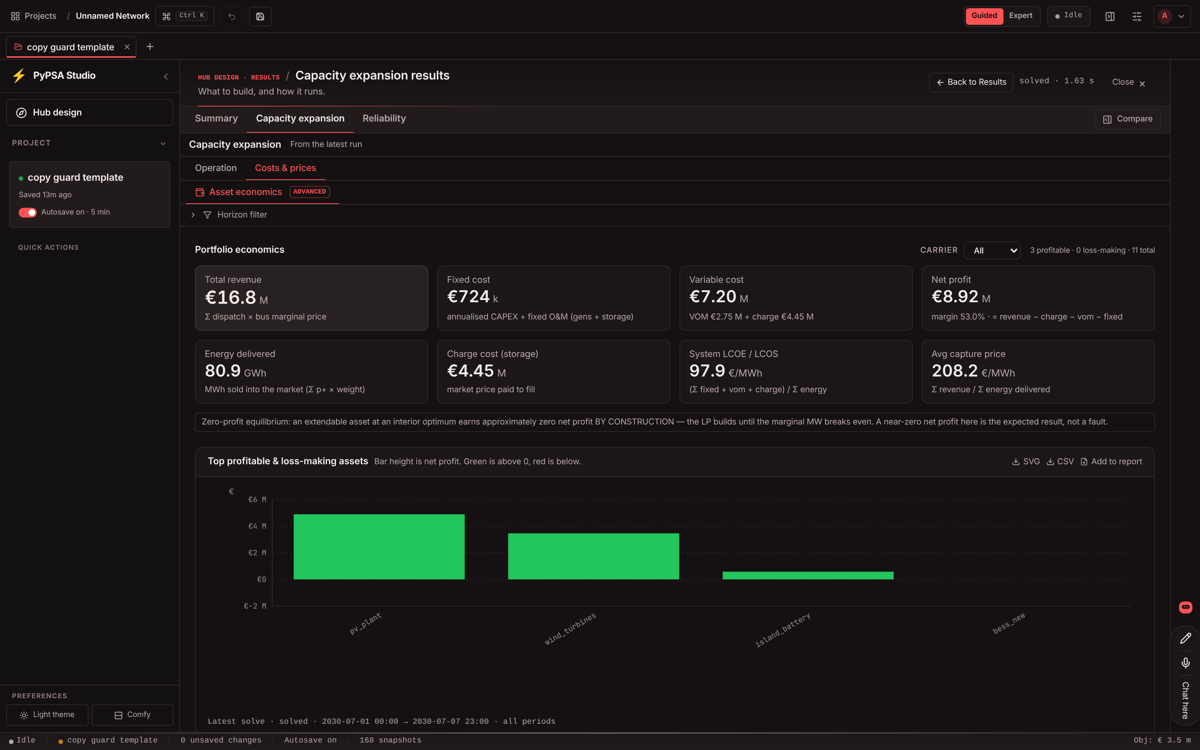 Projects / Unnamed Network Ctrl K Guided Expert Idle A
copy guard template × +
PyPSA Studio
Hub design
PROJECT
copy guard template
Saved 13m ago
Autosave on · 5 min
QUICK ACTIONS
PREFERENCES
Light theme Comfy
HUB DESIGN · RESULTS / Capacity expansion results
What to build, and how it runs.
← Back to Results solved · 1.63 s Close ×
Summary Capacity expansion Reliability Compare
Capacity expansion From the latest run
Operation Costs & prices
Asset economics ADVANCED
Horizon filter
Portfolio economics CARRIER All 3 profitable · 0 loss-making · 11 total
Total revenue
€16.8 M
Σ dispatch × bus marginal price
Fixed cost
€724 k
annualised CAPEX + fixed O&M (gens + storage)
Variable cost
€7.20 M
VOM €2.75 M + charge €4.45 M
Net profit
€8.92 M
margin 53.0% · = revenue − charge − vom − fixed
Energy delivered
80.9 GWh
MWh sold into the market (Σ p+ × weight)
Charge cost (storage)
€4.45 M
market price paid to fill
System LCOE / LCOS
97.9 €/MWh
(Σ fixed + vom + charge) / Σ energy
Avg capture price
208.2 €/MWh
Σ revenue / Σ energy delivered
Zero-profit equilibrium: an extendable asset at an interior optimum earns approximately zero net profit BY CONSTRUCTION — the LP builds until the marginal MW breaks even. A near-zero net profit here is the expected result, not a fault.
Top profitable & loss-making assets Bar height is net profit. Green is above 0, red is below. SVG CSV Add to report
€
€6 M
€4 M
€2 M
€0
€-2 M
pv_plant wind_turbines island_battery bess_new
Latest solve · solved · 2030-07-01 00:00 → 2030-07-07 23:00 · all periods
Chat here
Idle copy guard template 0 unsaved changes Autosave on 168 snapshots Obj: € 3.5 m